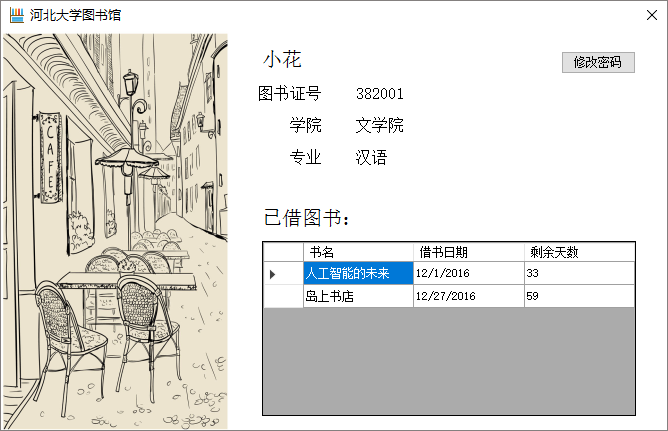 河北大学图书馆
CAFE
小花
修改密码
图书证号 382001
学院 文学院
专业 汉语
已借图书：
书名 借书日期 剩余天数
人工智能的未来 12/1/2016 33
岛上书店 12/27/2016 59